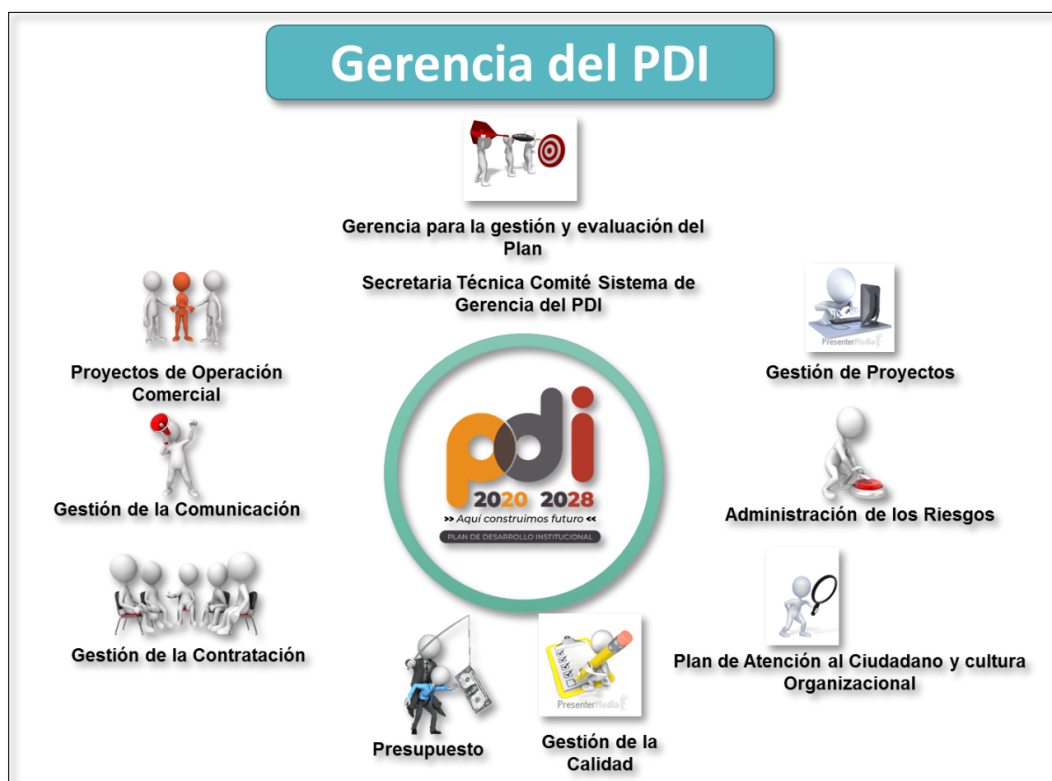 Gerencia del PDI
Gerencia para la gestión y evaluación del
Plan
Secretaria Técnica Comité Sistema de
Gerencia del PDI
Proyectos de Operación
Comercial
PresenterMedia
Gestión de Proyectos
Gestión de la Comunicación
Administración de los Riesgos
pdi
2020 2028
>> Aquí construimos futuro <<
PLAN DE DESARROLLO INSTITUCIONAL
Gestión de la Contratación
Plan de Atención al Ciudadano y cultura
Organizacional
Presupuesto
PresenterMedia
Gestión de la
Calidad